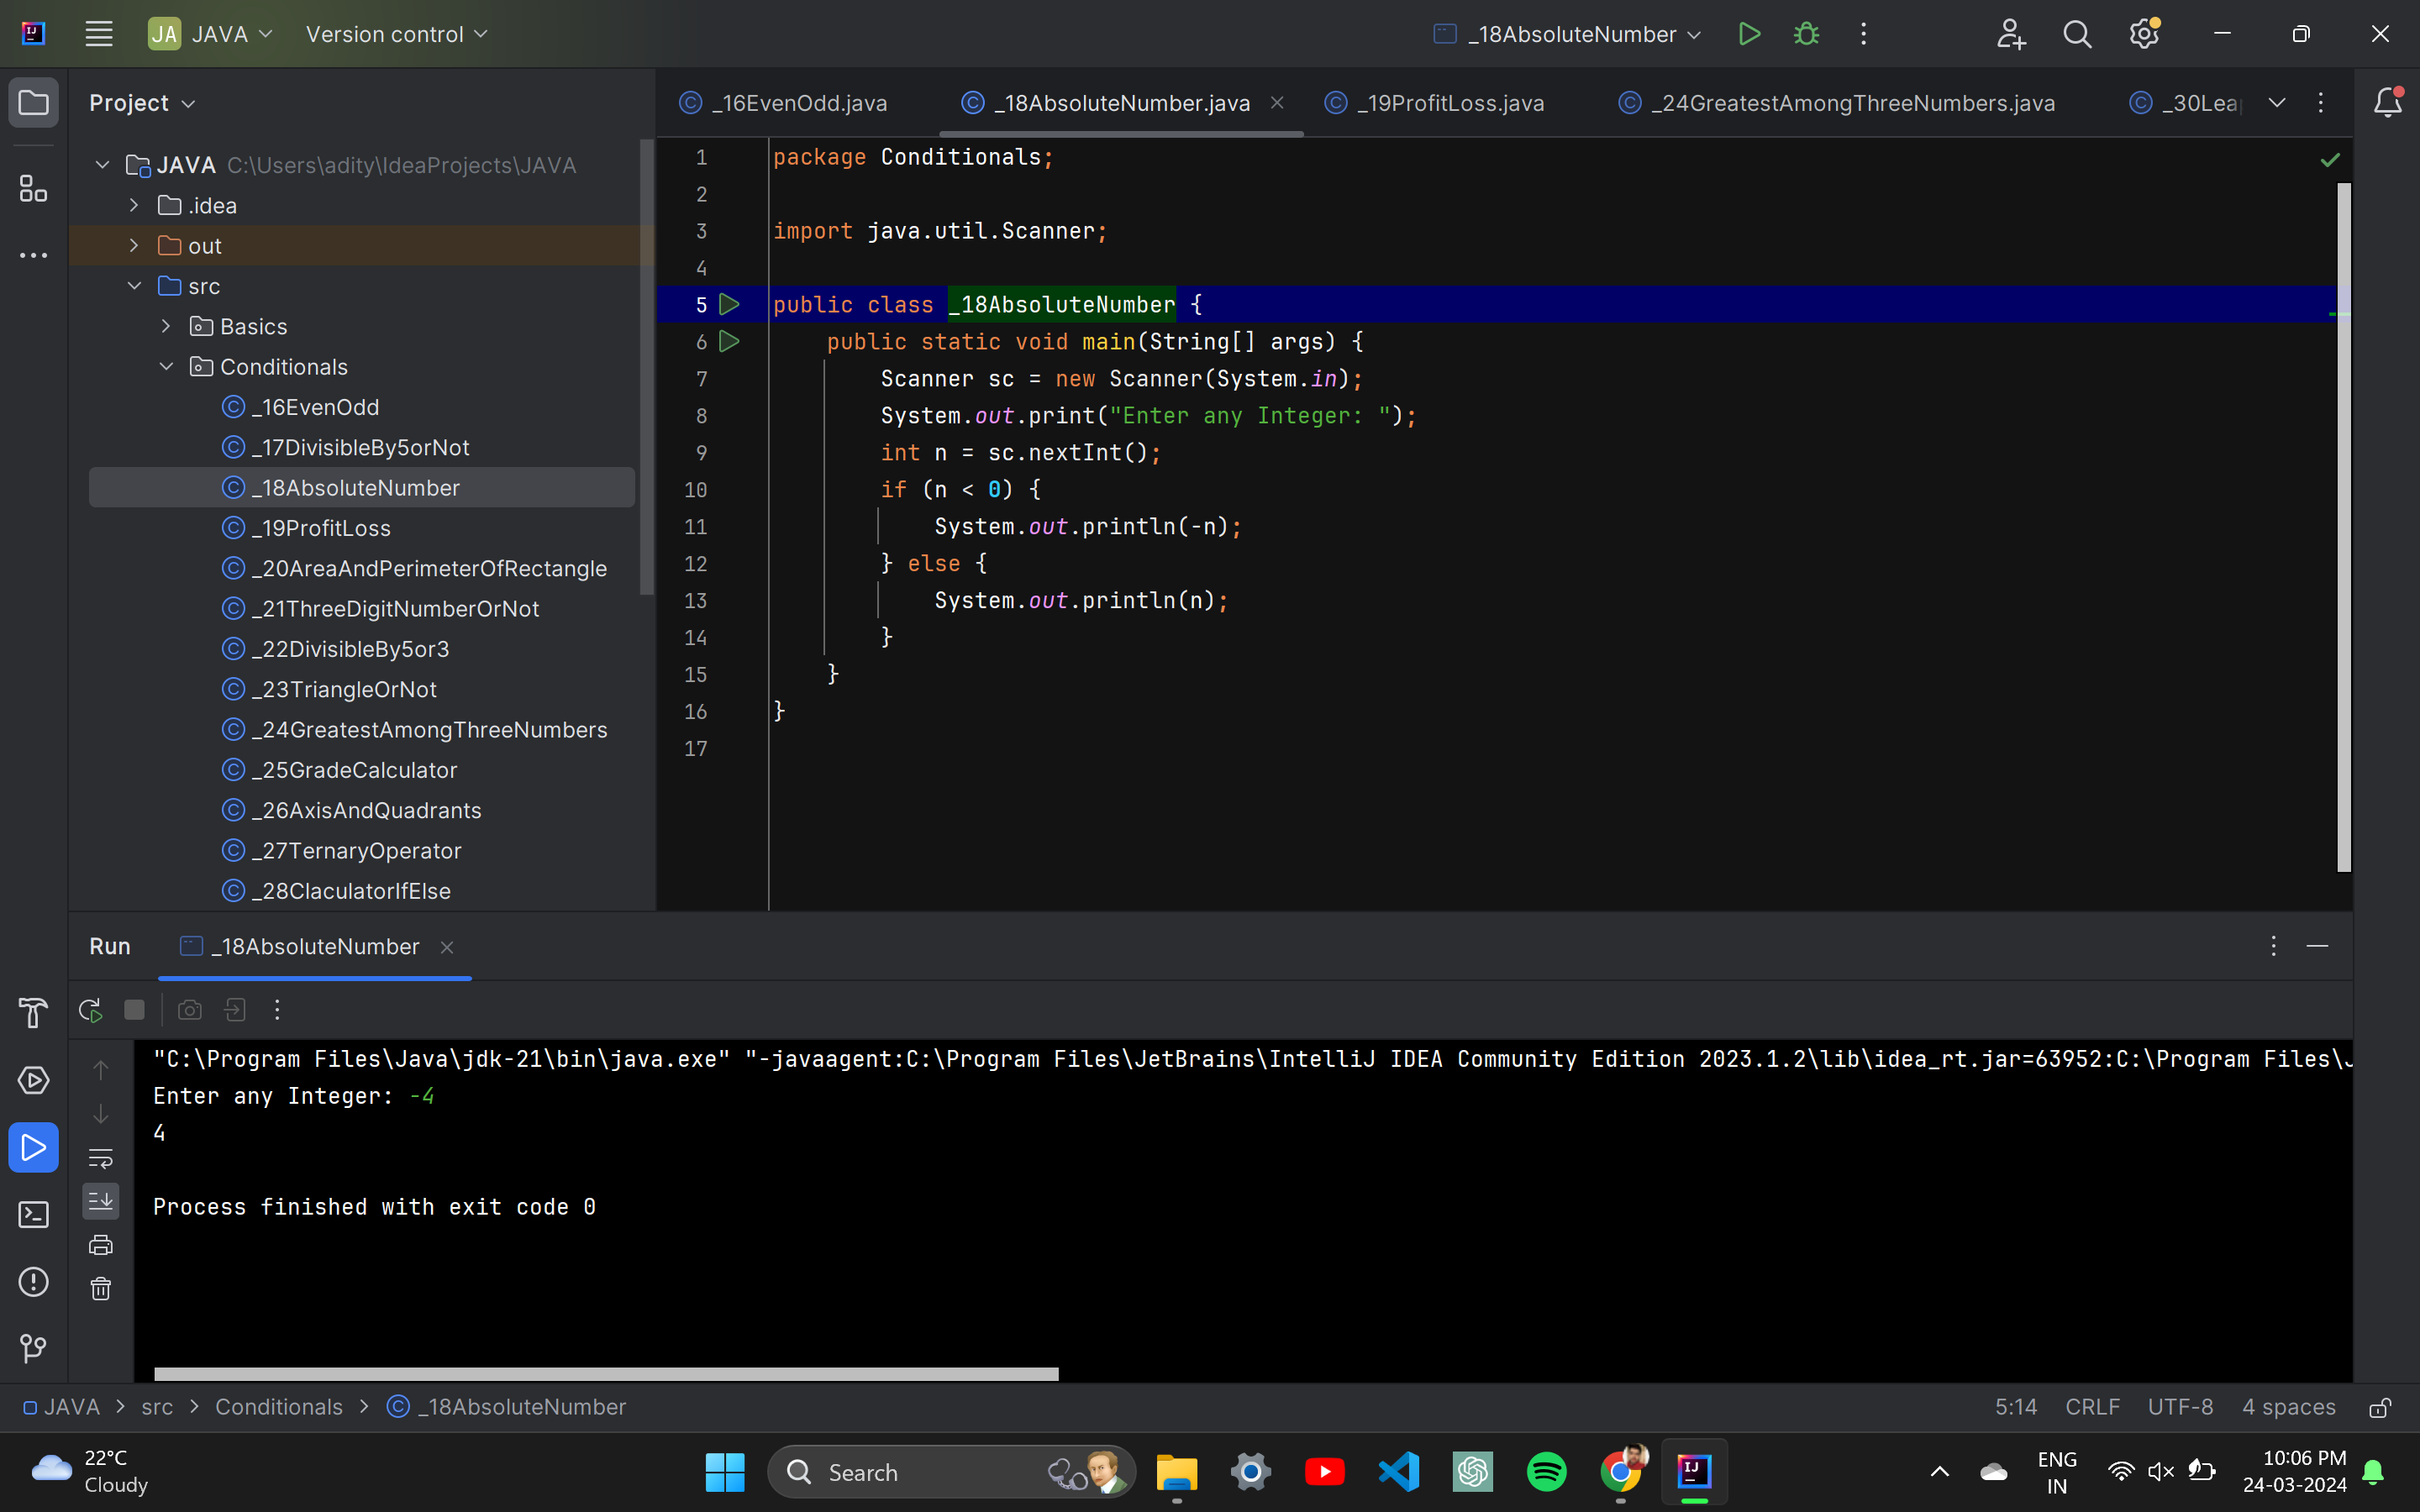 JA JAVA Version control _18AbsoluteNumber
Project
_16EvenOdd.java _18AbsoluteNumber.java _19ProfitLoss.java _24GreatestAmongThreeNumbers.java _30Lea
JAVA C:\Users\adity\IdeaProjects\JAVA
.idea
out
src
Basics
Conditionals
_16EvenOdd
_17DivisibleBy5orNot
_18AbsoluteNumber
_19ProfitLoss
_20AreaAndPerimeterOfRectangle
_21ThreeDigitNumberOrNot
_22DivisibleBy5or3
_23TriangleOrNot
_24GreatestAmongThreeNumbers
_25GradeCalculator
_26AxisAndQuadrants
_27TernaryOperator
_28ClaculatorIfElse
1 package Conditionals;
2
3 import java.util.Scanner;
4
5 public class _18AbsoluteNumber {
6 public static void main(String[] args) {
7 Scanner sc = new Scanner(System.in);
8 System.out.print("Enter any Integer: ");
9 int n = sc.nextInt();
10 if (n < 0) {
11 System.out.println(-n);
12 } else {
13 System.out.println(n);
14 }
15 }
16 }
17
Run _18AbsoluteNumber
"C:\Program Files\Java\jdk-21\bin\java.exe" "-javaagent:C:\Program Files\JetBrains\IntelliJ IDEA Community Edition 2023.1.2\lib\idea_rt.jar=63952:C:\Program Files\J
Enter any Integer: -4
4
Process finished with exit code 0
JAVA > src > Conditionals > _18AbsoluteNumber 5:14 CRLF UTF-8 4 spaces
22°C
Cloudy
Search
ENG
IN
10:06 PM
24-03-2024